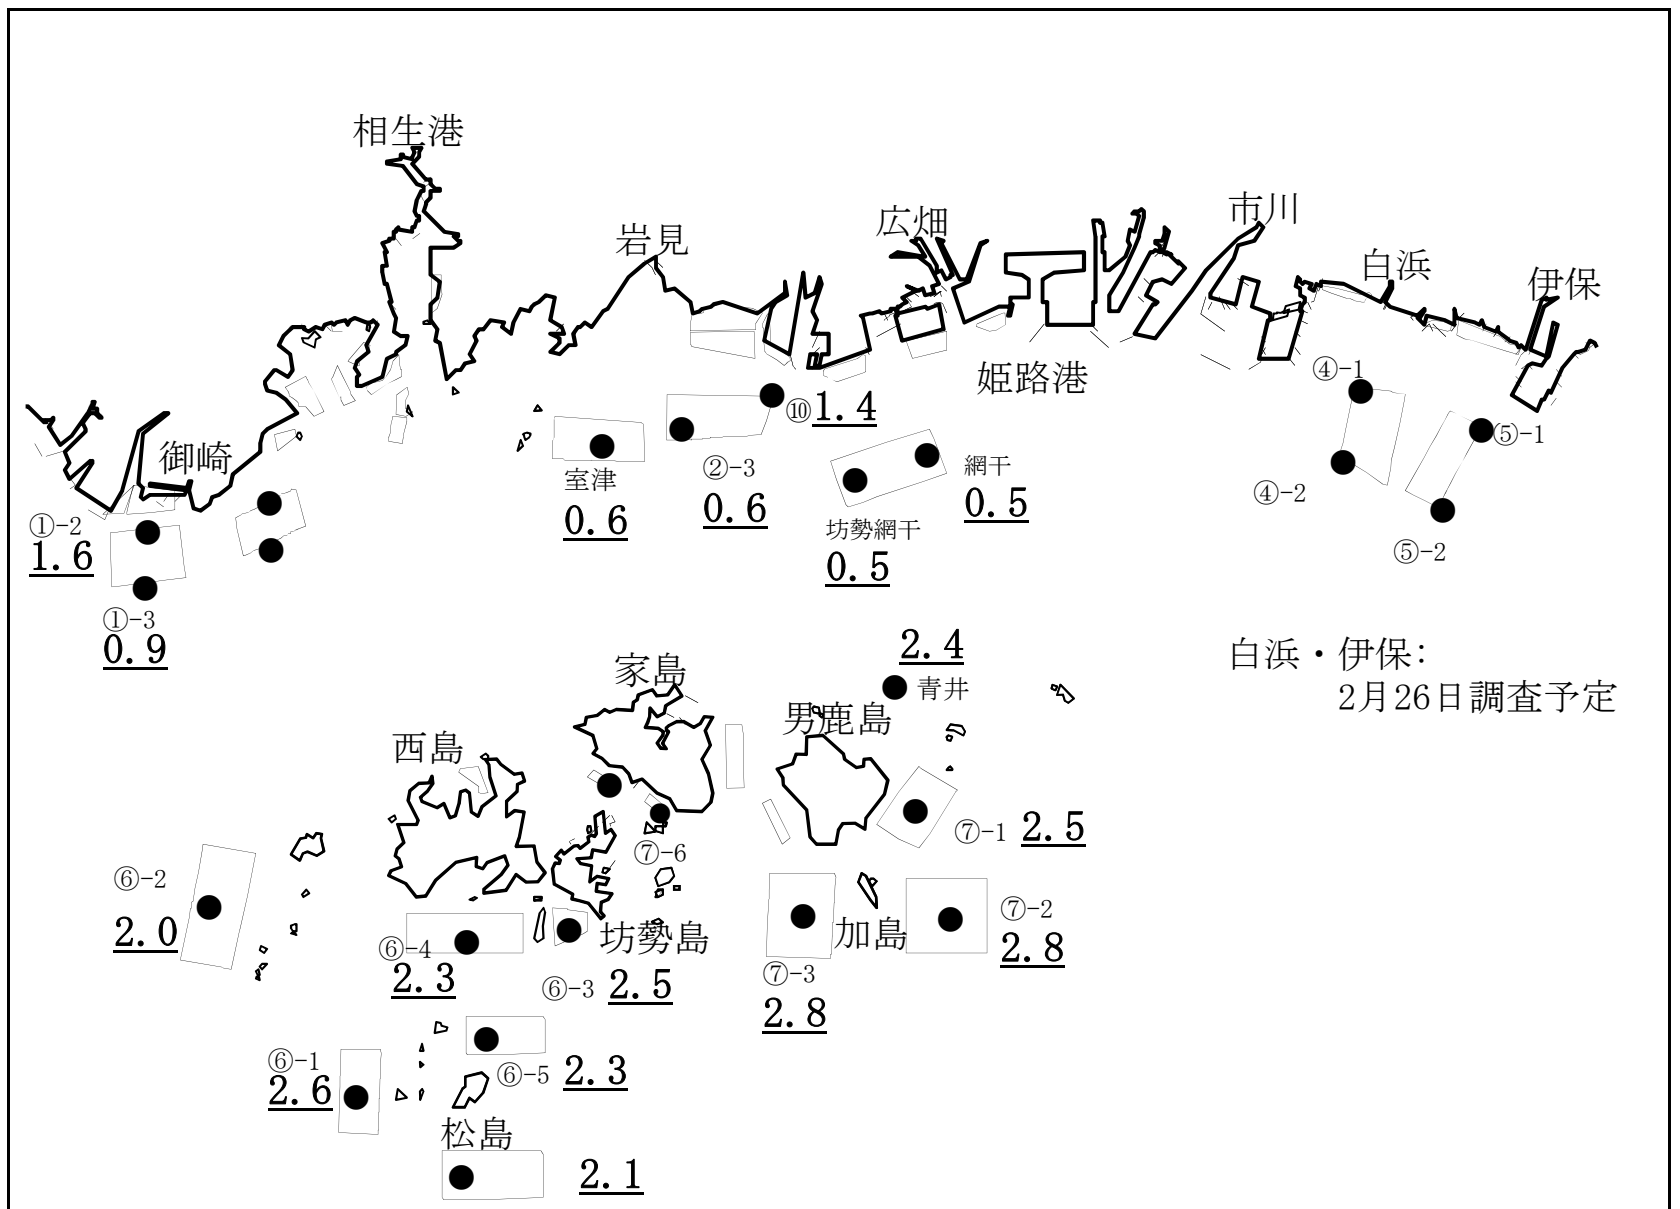 相生港
市川
広畑
岩見
白浜
伊保
④-1
姫路港
⑩1.4
⑤-1
御崎
室津
0.6
②-3
0.6
網干
0.5
④-2
坊勢網干
0.5
⑤-2
①-2
1.6
①-3
0.9
2.4
青井
白浜・伊保:
2月26日調査予定
家島
男鹿島
西島
⑦-1 2.5
⑦-6
⑥-2
2.0
⑦-2
2.8
加島
坊勢島
⑥-4
2.3
⑥-3 2.5
⑦-3
2.8
⑥-1
2.6
⑥-5 2.3
松島
2.1